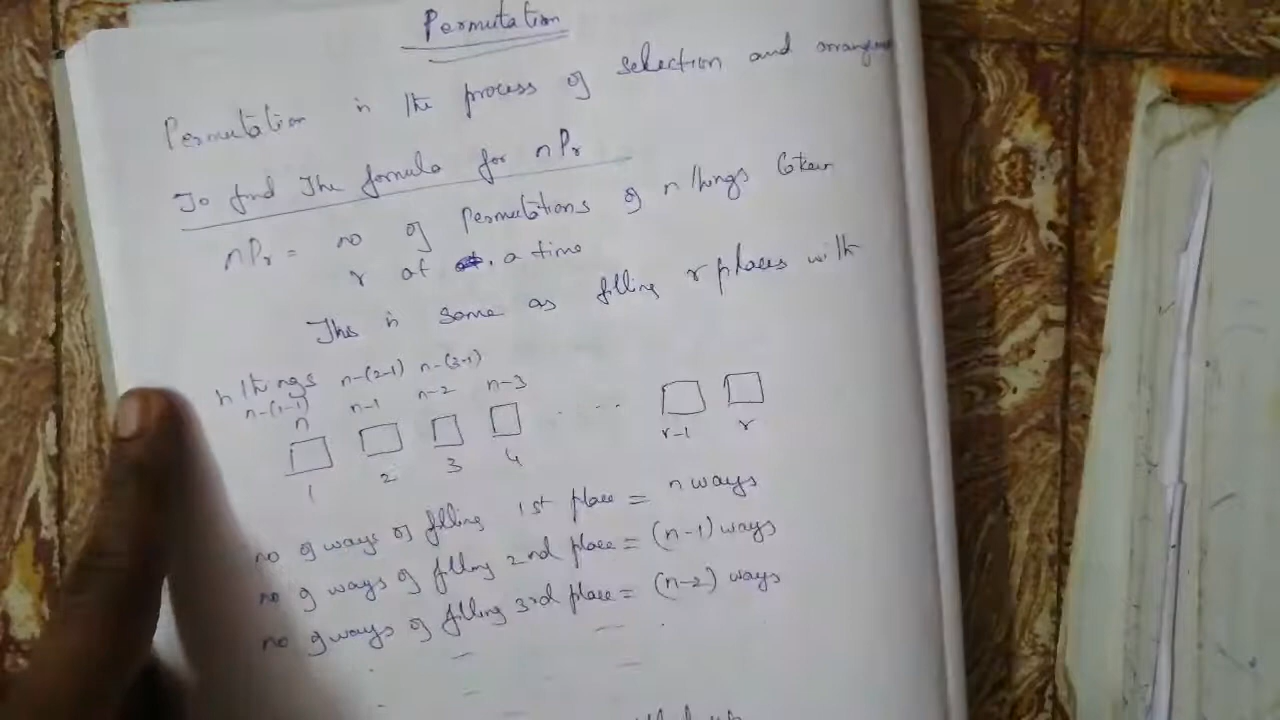 Permutation
Permutation is the process of selection and
To find The formula for nPr
nPr = no of permutations of n things taken
r at a time
This is same as filling r places with
n things n-(2-1) n-(3-1)
n-(1-1) n-1 n-2 n-3
n
1 2 3 4 . . . . r-1 r
no of ways of filling 1st place = n ways
no of ways of filling 2nd place = (n-1) ways
no of ways of filling 3rd place = (n-2) ways